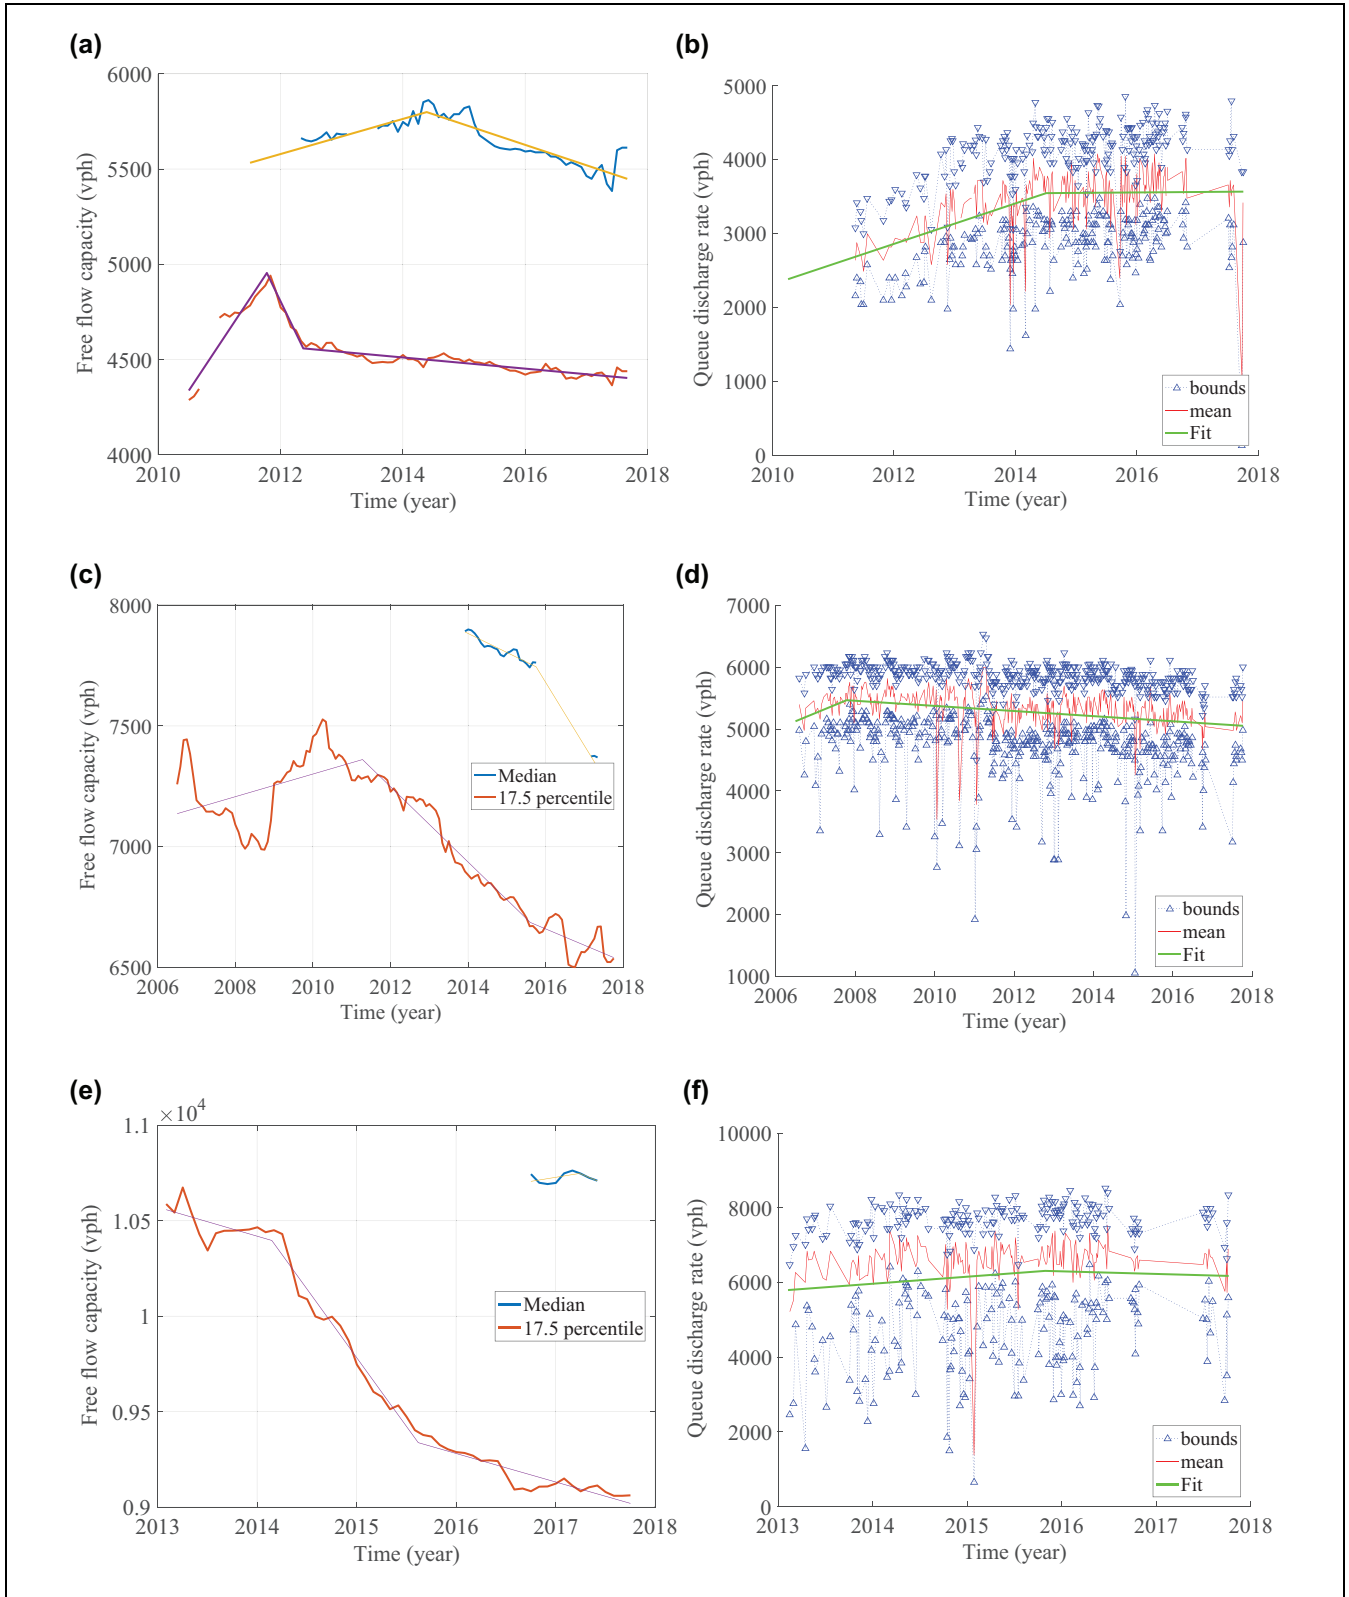 (a)
6000
5500
5000
4500
4000
2010 2012 2014 2016 2018
Free flow capacity (vph)
Time (year)
(b)
5000
4000
3000
2000
1000
0
2010 2012 2014 2016 2018
Queue discharge rate (vph)
Time (year)
bounds
mean
Fit
(c)
8000
7500
7000
6500
2006 2008 2010 2012 2014 2016 2018
Free flow capacity (vph)
Time (year)
Median
17.5 percentile
(d)
7000
6000
5000
4000
3000
2000
1000
2006 2008 2010 2012 2014 2016 2018
Queue discharge rate (vph)
Time (year)
bounds
mean
Fit
(e)
×10⁴
1.1
1.05
1
0.95
0.9
2013 2014 2015 2016 2017 2018
Free flow capacity (vph)
Time (year)
Median
17.5 percentile
(f)
10000
8000
6000
4000
2000
0
2013 2014 2015 2016 2017 2018
Queue discharge rate (vph)
Time (year)
bounds
mean
Fit